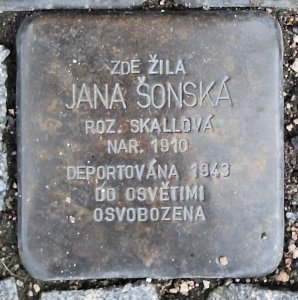 ZDE ŽILA
JANA ŠONSKÁ
ROZ. SKALLOVÁ
NAR. 1910
DEPORTOVÁNA 1943
DO OSVĚTIMI
OSVOBOZENA